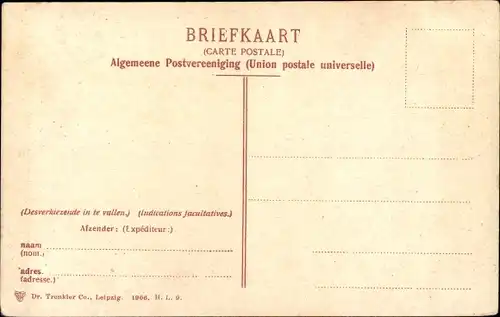 BRIEFKAART
(CARTE POSTALE)
Algemeene Postvereeniging (Union postale universelle)
(Desverkiezende in te vullen.) (Indications facultatives.)
Afzender: (Expéditeur:)
naam
(nom.)
adres.
(adresse.)
Dr. Trenkler Co., Leipzig. 1906. H. L. 9.